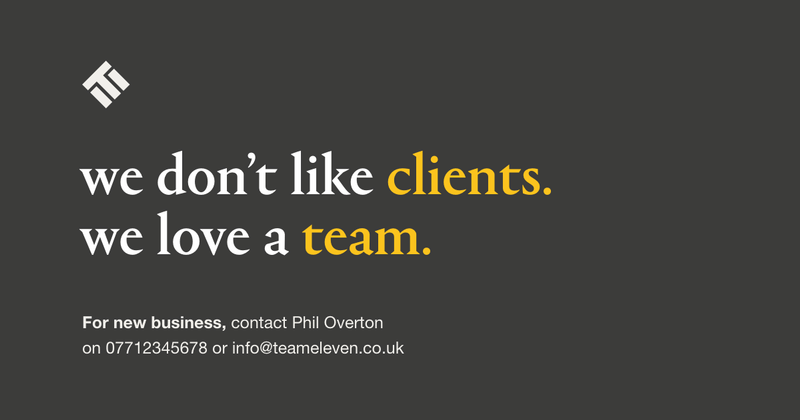 we don’t like clients.
we love a team.
For new business, contact Phil Overton
on 07712345678 or info@teameleven.co.uk